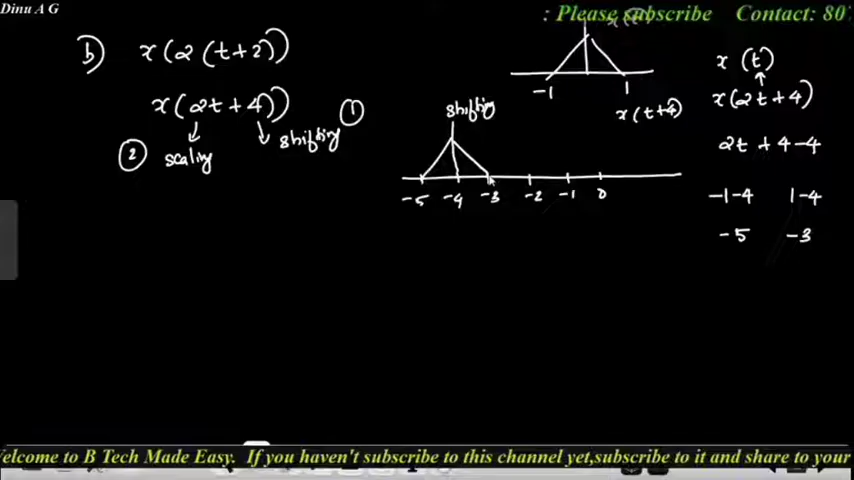 Dinu A G
: Please subscribe Contact: 80
b) x(2(t+2))
x(2t+4))
①
② scaling
shifting
-1 1
x(t+4)
shifting
-5 -4 -3 -2 -1 0
x (t)
x(2t+4)
2t + 4-4
-1-4 1-4
-5 -3
Welcome to B Tech Made Easy. If you haven't subscribe to this channel yet,subscribe to it and share to your